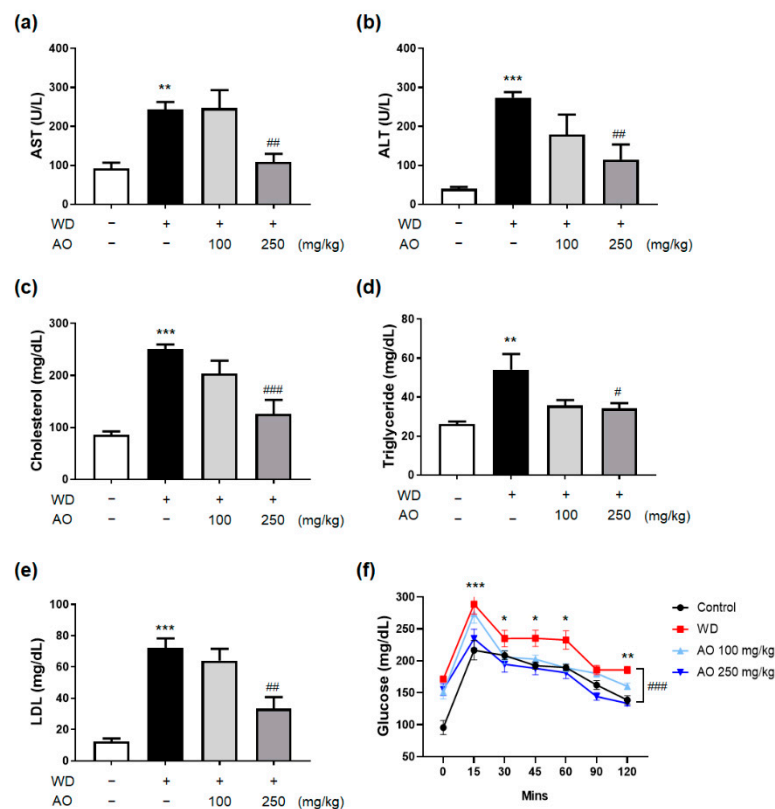 (a)
400
300
200
100
0
AST (U/L)
**
##
WD − + + +
AO − − 100 250 (mg/kg)
(b)
400
300
200
100
0
ALT (U/L)
***
##
WD − + + +
AO − − 100 250 (mg/kg)
(c)
300
200
100
0
Cholesterol (mg/dL)
***
###
WD − + + +
AO − − 100 250 (mg/kg)
(d)
80
60
40
20
0
Triglyceride (mg/dL)
**
#
WD − + + +
AO − − 100 250 (mg/kg)
(e)
100
80
60
40
20
0
LDL (mg/dL)
***
##
WD − + + +
AO − − 100 250 (mg/kg)
(f)
300
250
200
150
100
50
Glucose (mg/dL)
*** * * * **
###
0 15 30 45 60 90 120
Mins
Control
WD
AO 100 mg/kg
AO 250 mg/kg